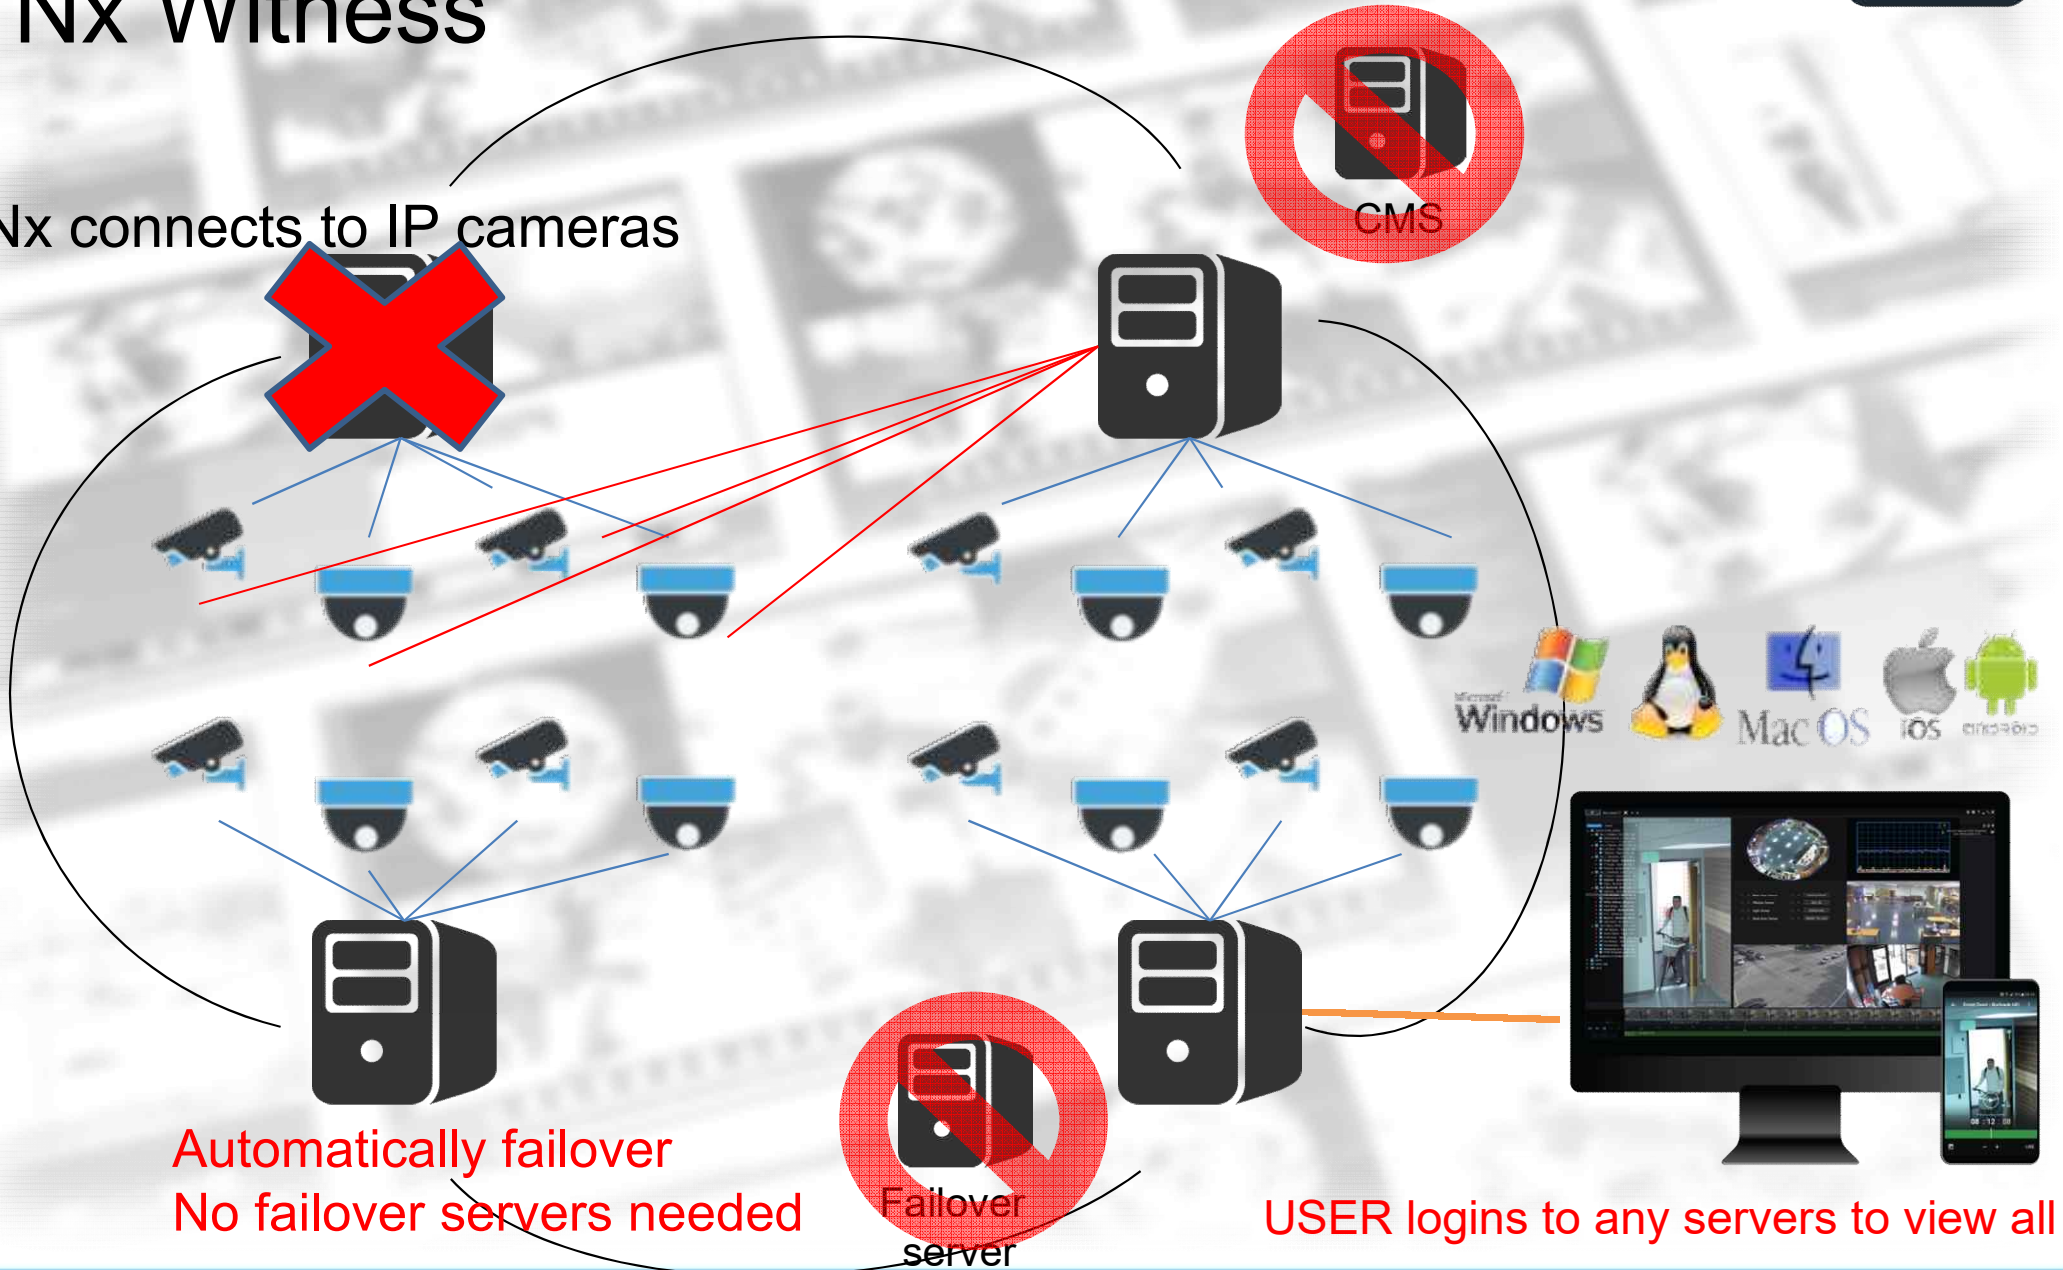 Nx Witness
Nx connects to IP cameras
CMS
Microsoft
Windows
Mac OS
iOS
Automatically failover
No failover servers needed
Failover
server
USER logins to any servers to view all